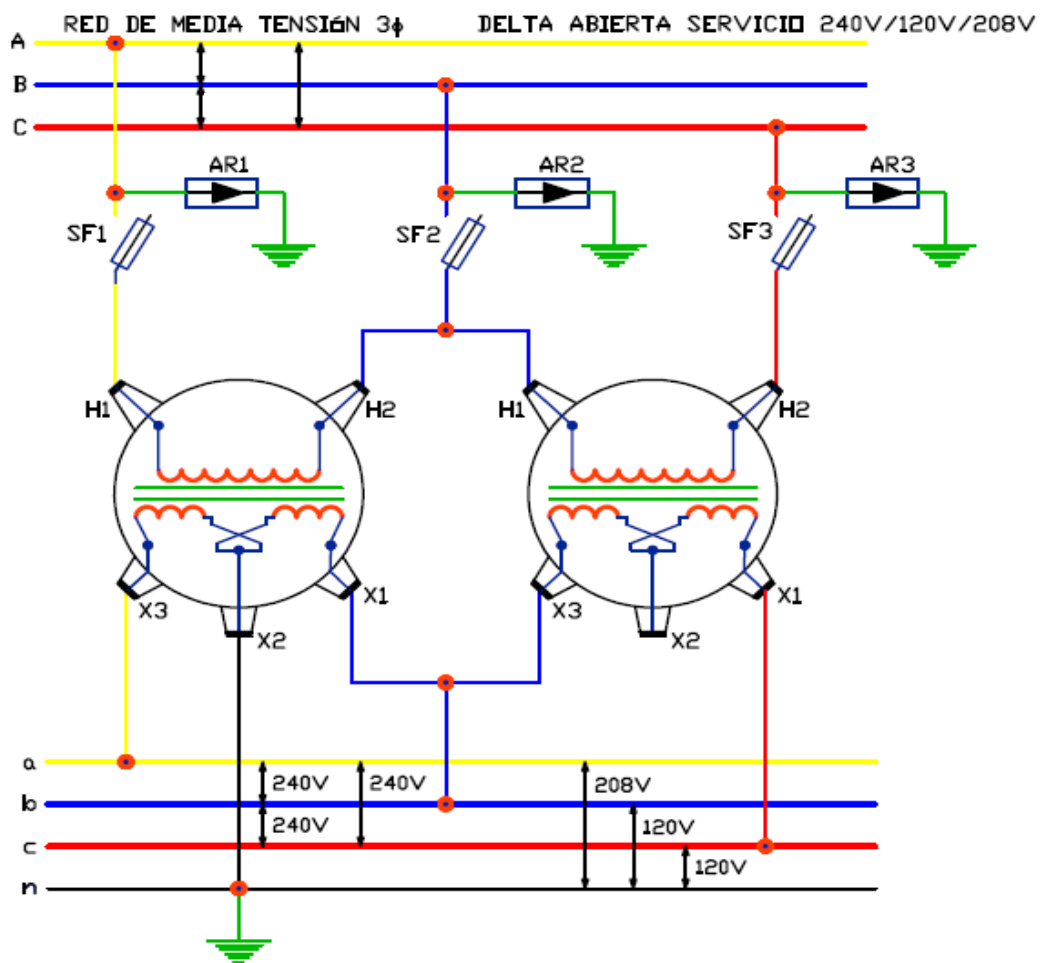 RED DE MEDIA TENSIÓN 3ϕ
DELTA ABIERTA SERVICIO 240V/120V/208V
A
B
C
AR1
AR2
AR3
SF1
SF2
SF3
H1
H2
H1
H2
X3
X1
X3
X1
X2
X2
a
240V
240V
208V
b
240V
120V
c
120V
n